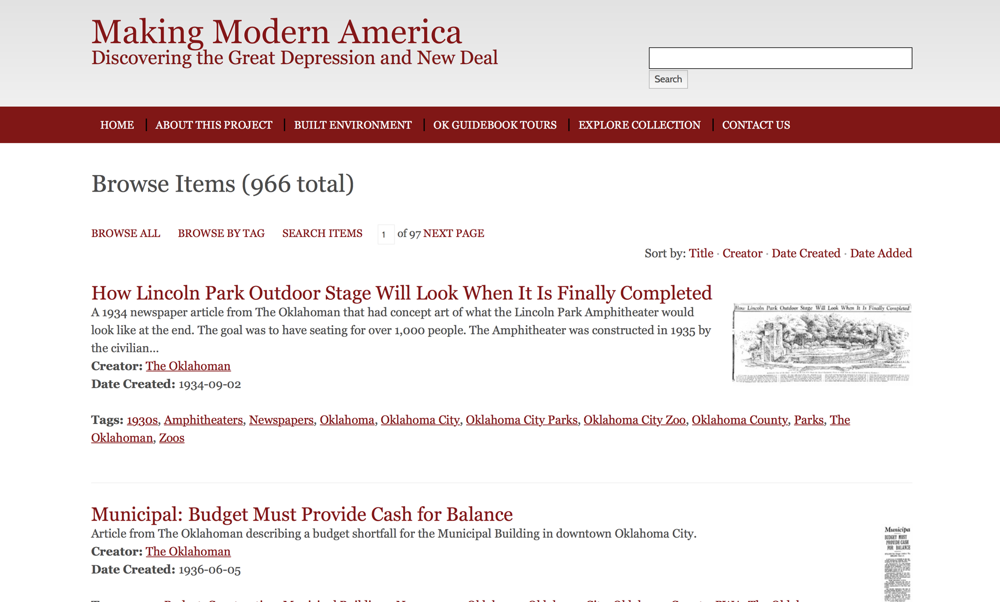 Making Modern America
Discovering the Great Depression and New Deal
Search
HOME
ABOUT THIS PROJECT
BUILT ENVIRONMENT
OK GUIDEBOOK TOURS
EXPLORE COLLECTION
CONTACT US
Browse Items (966 total)
BROWSE ALL
BROWSE BY TAG
SEARCH ITEMS
1 of 97 NEXT PAGE
Sort by: Title · Creator · Date Created · Date Added
How Lincoln Park Outdoor Stage Will Look When It Is Finally Completed
A 1934 newspaper article from The Oklahoman that had concept art of what the Lincoln Park Amphitheater would
look like at the end. The goal was to have seating for over 1,000 people. The Amphitheater was constructed in 1935 by
the civilian...
Creator: The Oklahoman
Date Created: 1934-09-02
How Lincoln Park Outdoor Stage Will Look When It Is Finally Completed
Tags: 1930s, Amphitheaters, Newspapers, Oklahoma, Oklahoma City, Oklahoma City Parks, Oklahoma City Zoo, Oklahoma County, Parks, The
Oklahoman, Zoos
Municipal: Budget Must Provide Cash for Balance
Article from The Oklahoman describing a budget shortfall for the Municipal Building in downtown Oklahoma City.
Creator: The Oklahoman
Date Created: 1936-06-05
Municipa
BUDGET MUST
PROVIDE CASH
FOR BALANCE